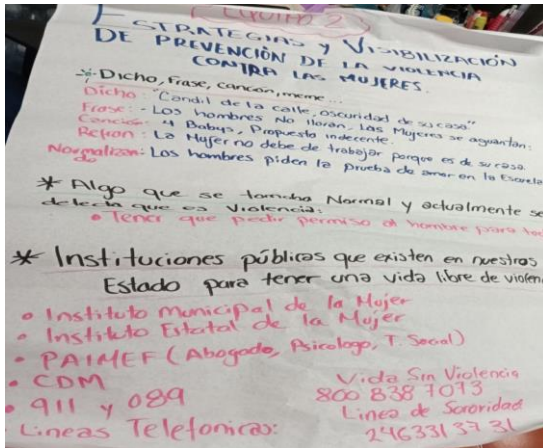 Equipo 2
ESTRATEGIAS y VISIBILIZACIÓN
DE PREVENCIÓN DE LA VIOLENCIA
CONTRA LAS MUJERES.
Dicho, Frase, canción, meme...
Dicho: "Candil de la calle, oscuridad de su casa"
Frase: - Los hombres No lloran, Las Mujeres se aguantan:
Canción: 4 Babys, Propuesta indecente.
Refrán: La Mujer no debe de trabajar porque es de su casa.
Normalizan: Los hombres piden la prueba de amor en la Escuela
do
* Algo que se Normal y actualmente se
detecta que es Violencia:
• Tener que pedir permiso al hombre para
* Instituciones públicas que existen en nuestros
Estado para tener una vida libre de
• Instituto municipal de la Mujer
• Instituto Estatal de la Mujer
• PAIMEF (Abogado, Psicologo, T. Social)
• CDM
• 911 y 089
Lineas Telefonicas:
Vida Sin Violencia
800 838 7073
Linea de Sororidad
246331 37 31